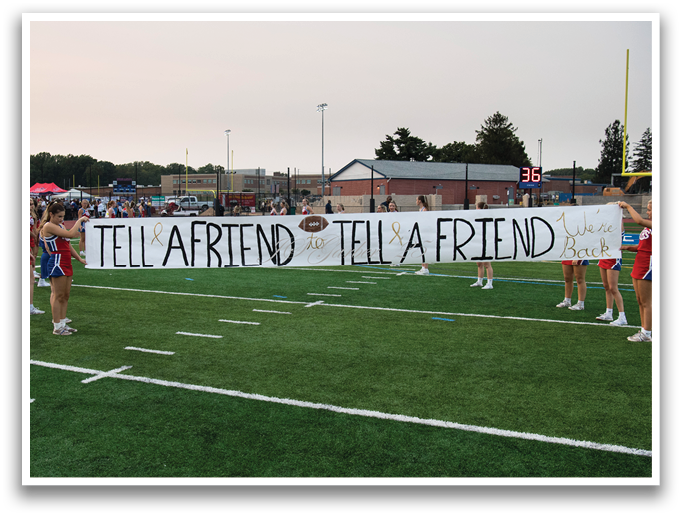 36
TELL A FRIEND to TELL A FRIEND
We're
Back